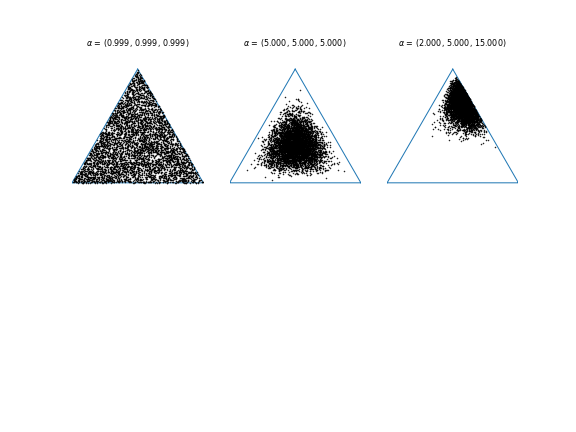 α = (0.999, 0.999, 0.999)
α = (5.000, 5.000, 5.000)
α = (2.000, 5.000, 15.000)